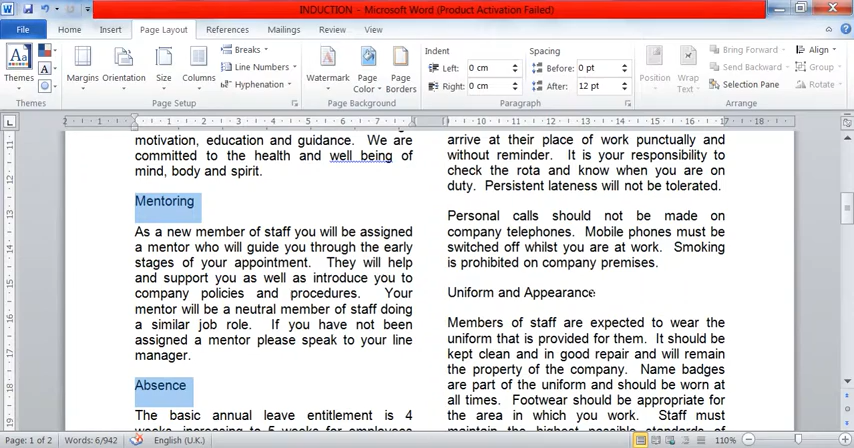 INDUCTION - Microsoft Word (Product Activation Failed)
File Home Insert Page Layout References Mailings Review View
Themes
Themes
Margins Orientation Size Columns
Breaks
Line Numbers
Hyphenation
Page Setup
Watermark Page Color Page Borders
Page Background
Indent
Left: 0 cm
Right: 0 cm
Spacing
Before: 0 pt
After: 12 pt
Paragraph
Position Wrap Text
Bring Forward
Send Backward
Selection Pane
Align
Group
Rotate
Arrange
motivation, education and guidance. We are
committed to the health and well being of
mind, body and spirit.
Mentoring
As a new member of staff you will be assigned
a mentor who will guide you through the early
stages of your appointment. They will help
and support you as well as introduce you to
company policies and procedures. Your
mentor will be a neutral member of staff doing
a similar job role. If you have not been
assigned a mentor please speak to your line
manager.
Absence
The basic annual leave entitlement is 4
weeks, increasing to 5 weeks for employees
arrive at their place of work punctually and
without reminder. It is your responsibility to
check the rota and know when you are on
duty. Persistent lateness will not be tolerated.
Personal calls should not be made on
company telephones. Mobile phones must be
switched off whilst you are at work. Smoking
is prohibited on company premises.
Uniform and Appearance
Members of staff are expected to wear the
uniform that is provided for them. It should be
kept clean and in good repair and will remain
the property of the company. Name badges
are part of the uniform and should be worn at
all times. Footwear should be appropriate for
the area in which you work. Staff must
maintain the highest possible standards of
Page: 1 of 2 Words: 6/942 English (U.K.) 110%